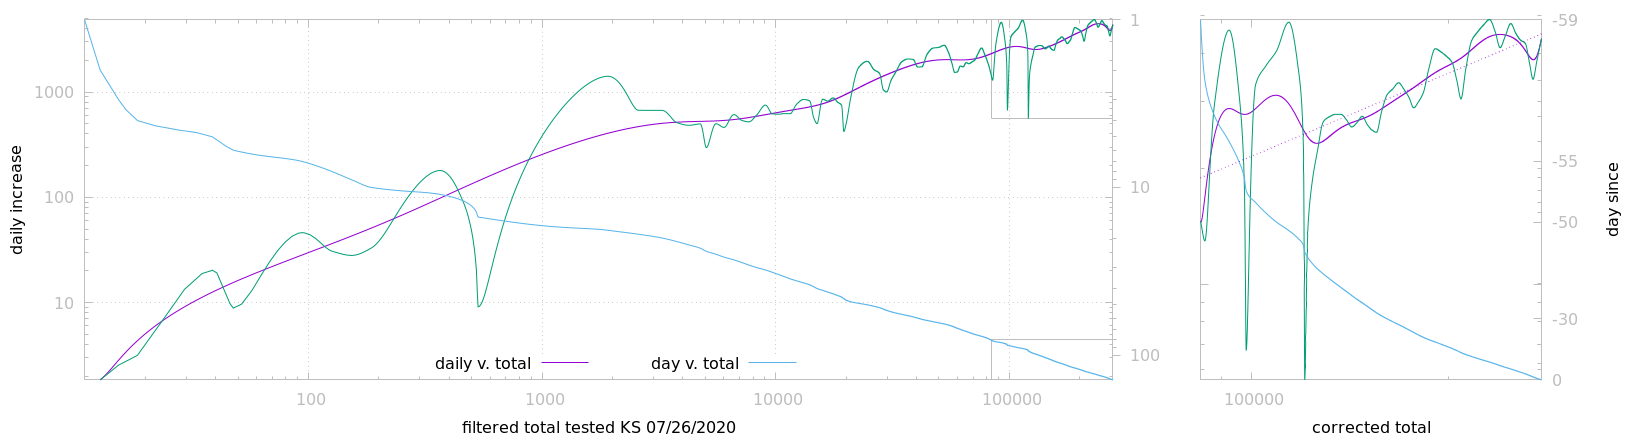 daily increase
1000
100
10
daily v. total
day v. total
100
1000
10000
100000
filtered total tested KS 07/26/2020
1
10
100
100000
corrected total
-59
-55
-50
-30
0
day since